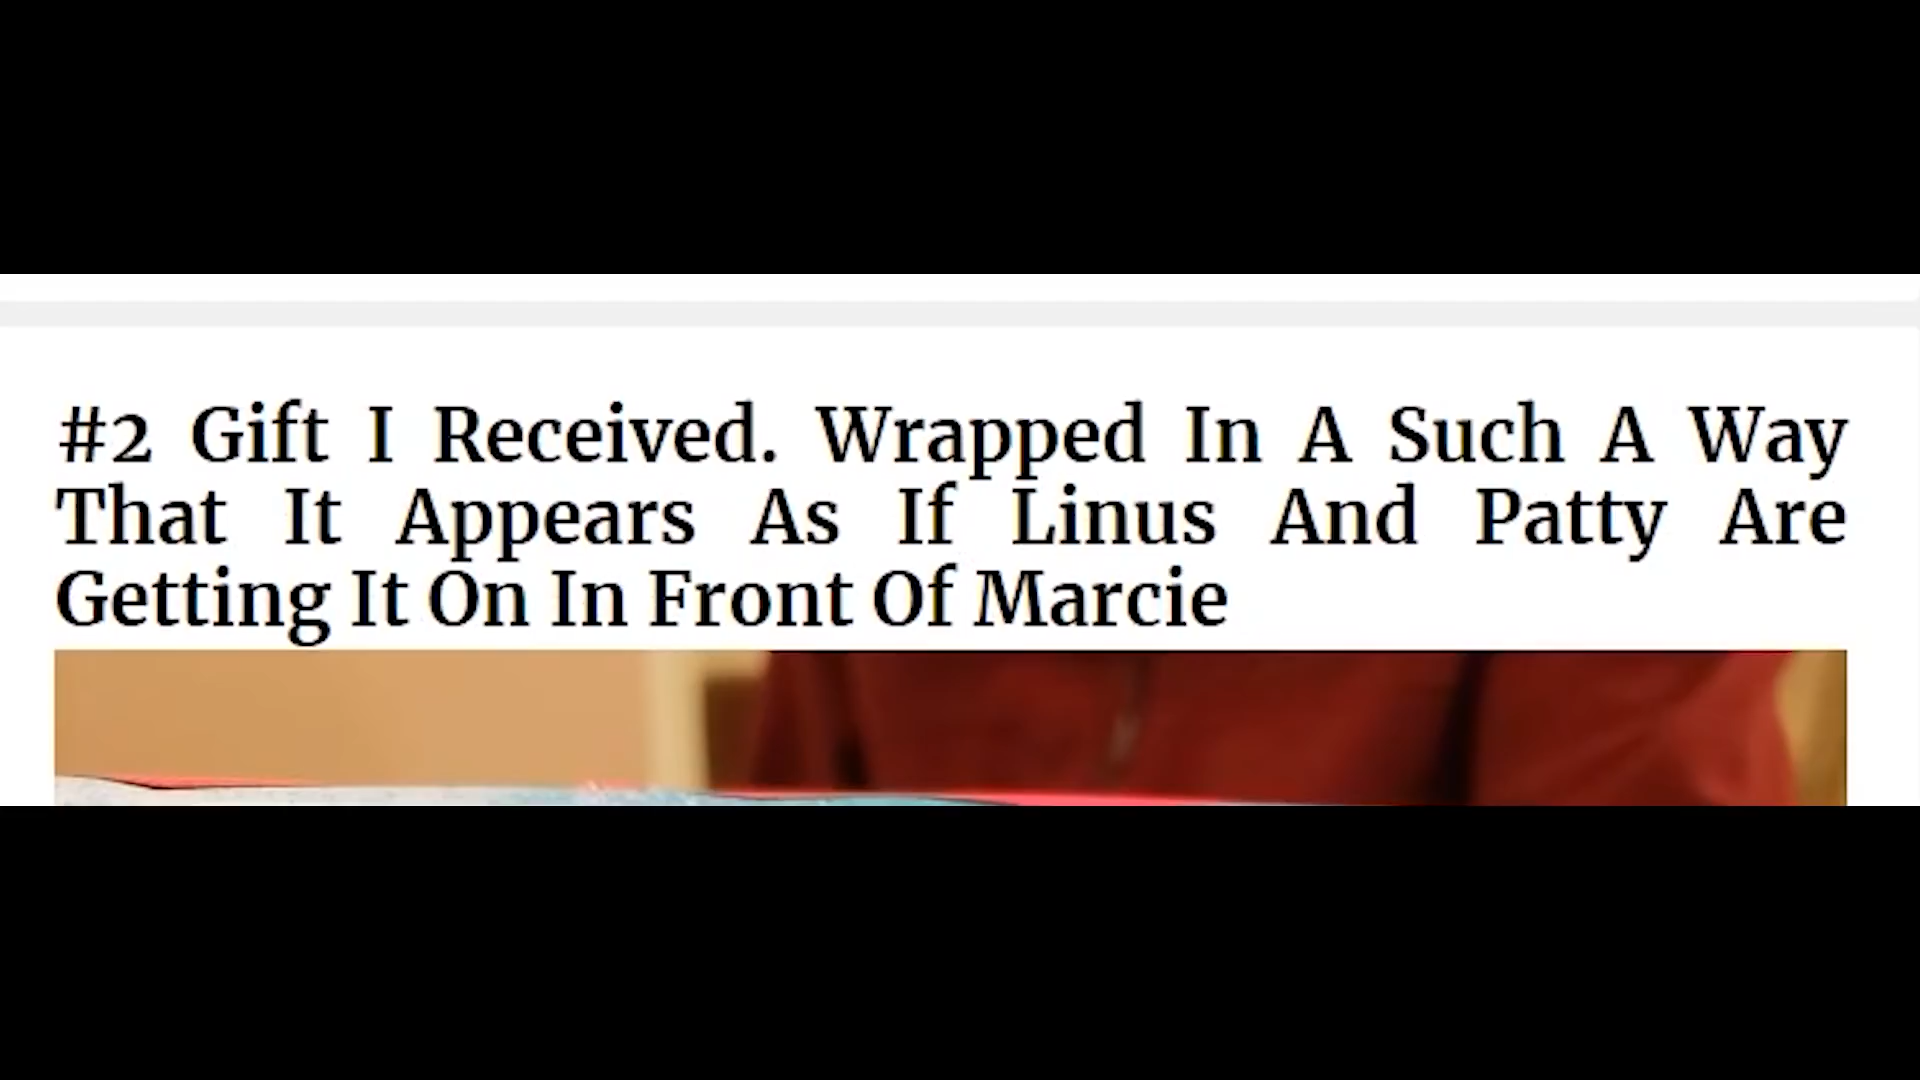 #2 Gift I Received. Wrapped In A Such A Way
That It Appears As If Linus And Patty Are
Getting It On In Front Of Marcie